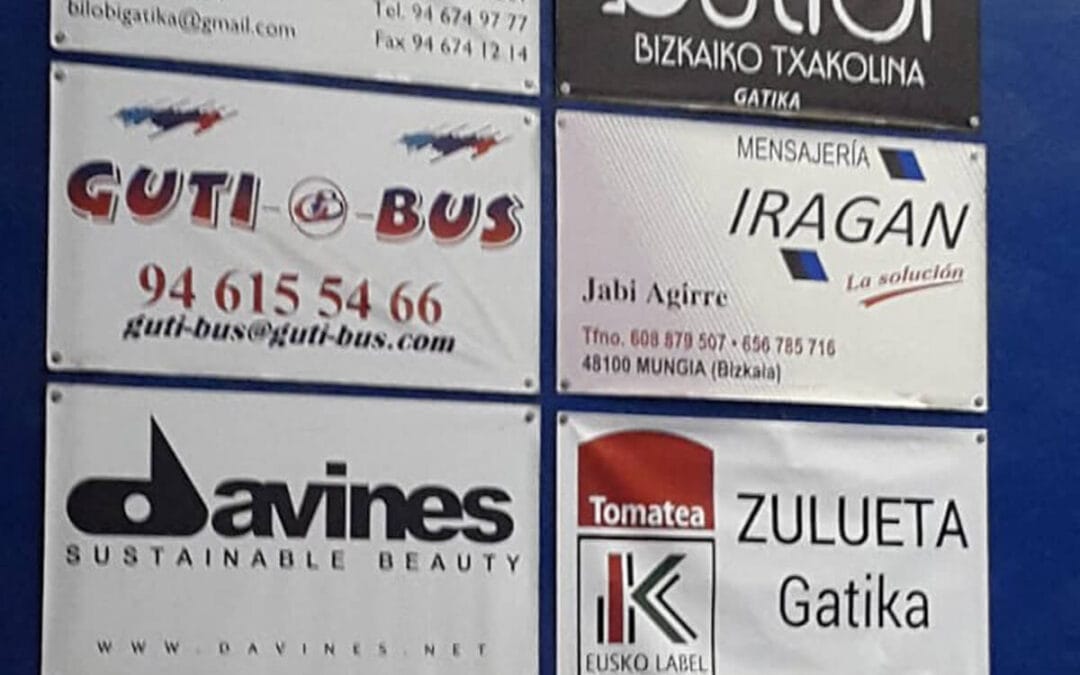 bilobigatika@gmail.com
Tel. 94 674 97 77
Fax 94 674 12 14
BIZKAIKO TXAKOLINA
GATIKA
GUTI-BUS
94 615 54 66
guti-bus@guti-bus.com
MENSAJERÍA
IRAGAN
La solución
Jabi Agirre
Tfno. 608 879 507 • 656 785 716
48100 MUNGIA (Bizkaia)
davines
SUSTAINABLE BEAUTY
WWW.DAVINES.NET
Tomatea
K
EUSKO LABEL
ZULUETA
Gatika